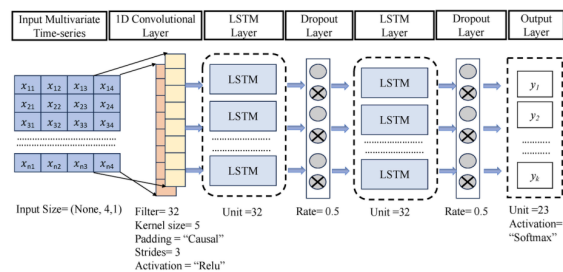 Input Multivariate
Time-series
1D Convolutional
Layer
LSTM
Layer
Dropout
Layer
LSTM
Layer
Dropout
Layer
Output
Layer
x11 x12 x13 x14
x21 x22 x23 x24
x31 x32 x33 x34
xn1 xn2 xn3 xn4
LSTM
LSTM
LSTM
LSTM
LSTM
LSTM
y1
y2
yk
Input Size= (None, 4,1)
Filter= 32
Kernel size= 5
Padding = “Causal”
Strides= 3
Activation = “Relu”
Unit =32
Rate= 0.5
Unit =32
Rate= 0.5
Unit =23
Activation=
“Softmax”